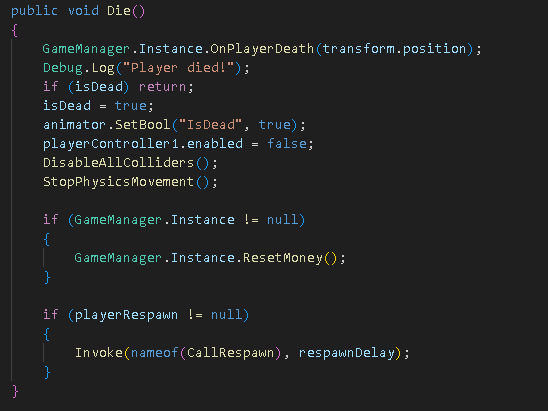 public void Die()
{
    GameManager.Instance.OnPlayerDeath(transform.position);
    Debug.Log("Player died!");
    if (isDead) return;
    isDead = true;
    animator.SetBool("IsDead", true);
    playerController1.enabled = false;
    DisableAllColliders();
    StopPhysicsMovement();

    if (GameManager.Instance != null)
    {
        GameManager.Instance.ResetMoney();
    }

    if (playerRespawn != null)
    {
        Invoke(nameof(CallRespawn), respawnDelay);
    }
}